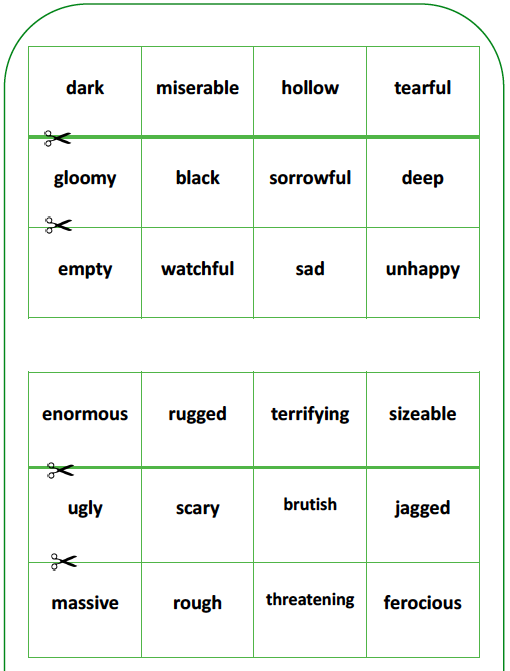 dark miserable hollow tearful
gloomy black sorrowful deep
empty watchful sad unhappy
enormous rugged terrifying sizeable
ugly scary brutish jagged
massive rough threatening ferocious